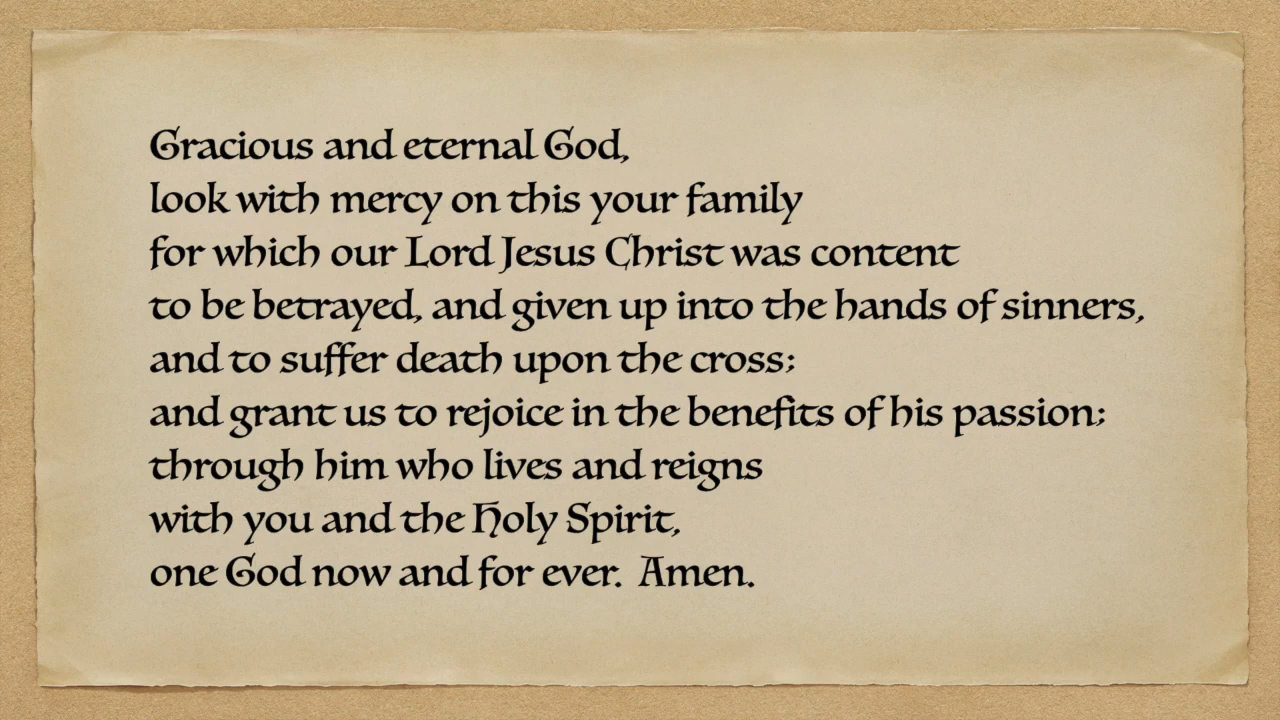 Gracious and eternal God,
look with mercy on this your family
for which our Lord Jesus Christ was content
to be betrayed, and given up into the hands of sinners,
and to suffer death upon the cross;
and grant us to rejoice in the benefits of his passion;
through him who lives and reigns
with you and the Holy Spirit,
one God now and for ever.  Amen.